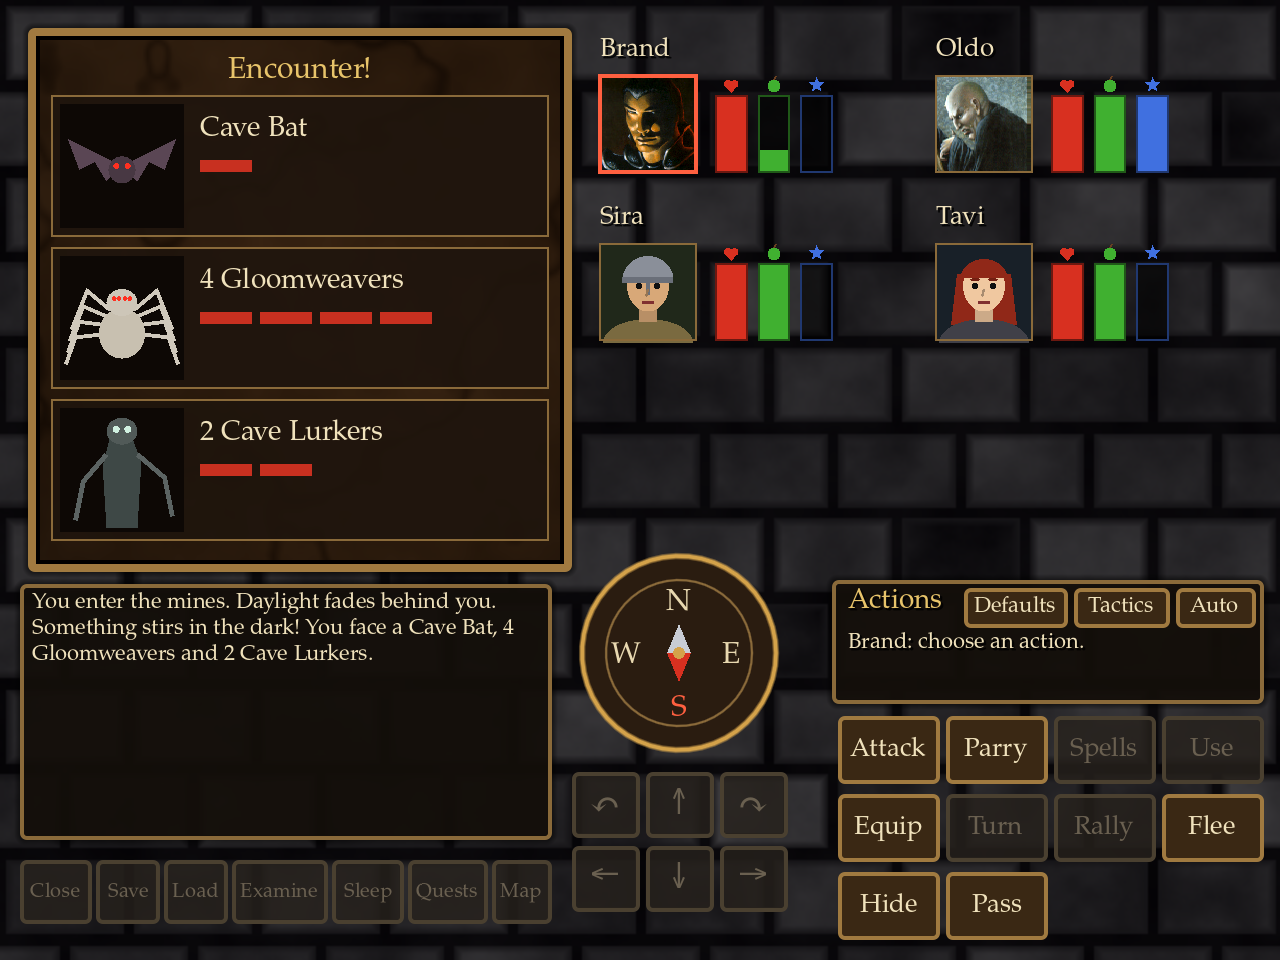 Encounter!
Cave Bat
4 Gloomweavers
2 Cave Lurkers
Brand
Oldo
Sira
Tavi
You enter the mines. Daylight fades behind you.
Something stirs in the dark! You face a Cave Bat, 4
Gloomweavers and 2 Cave Lurkers.
N
W E
S
Actions Defaults Tactics Auto
Brand: choose an action.
Attack Parry Spells Use
Equip Turn Rally Flee
Hide Pass
Close Save Load Examine Sleep Quests Map